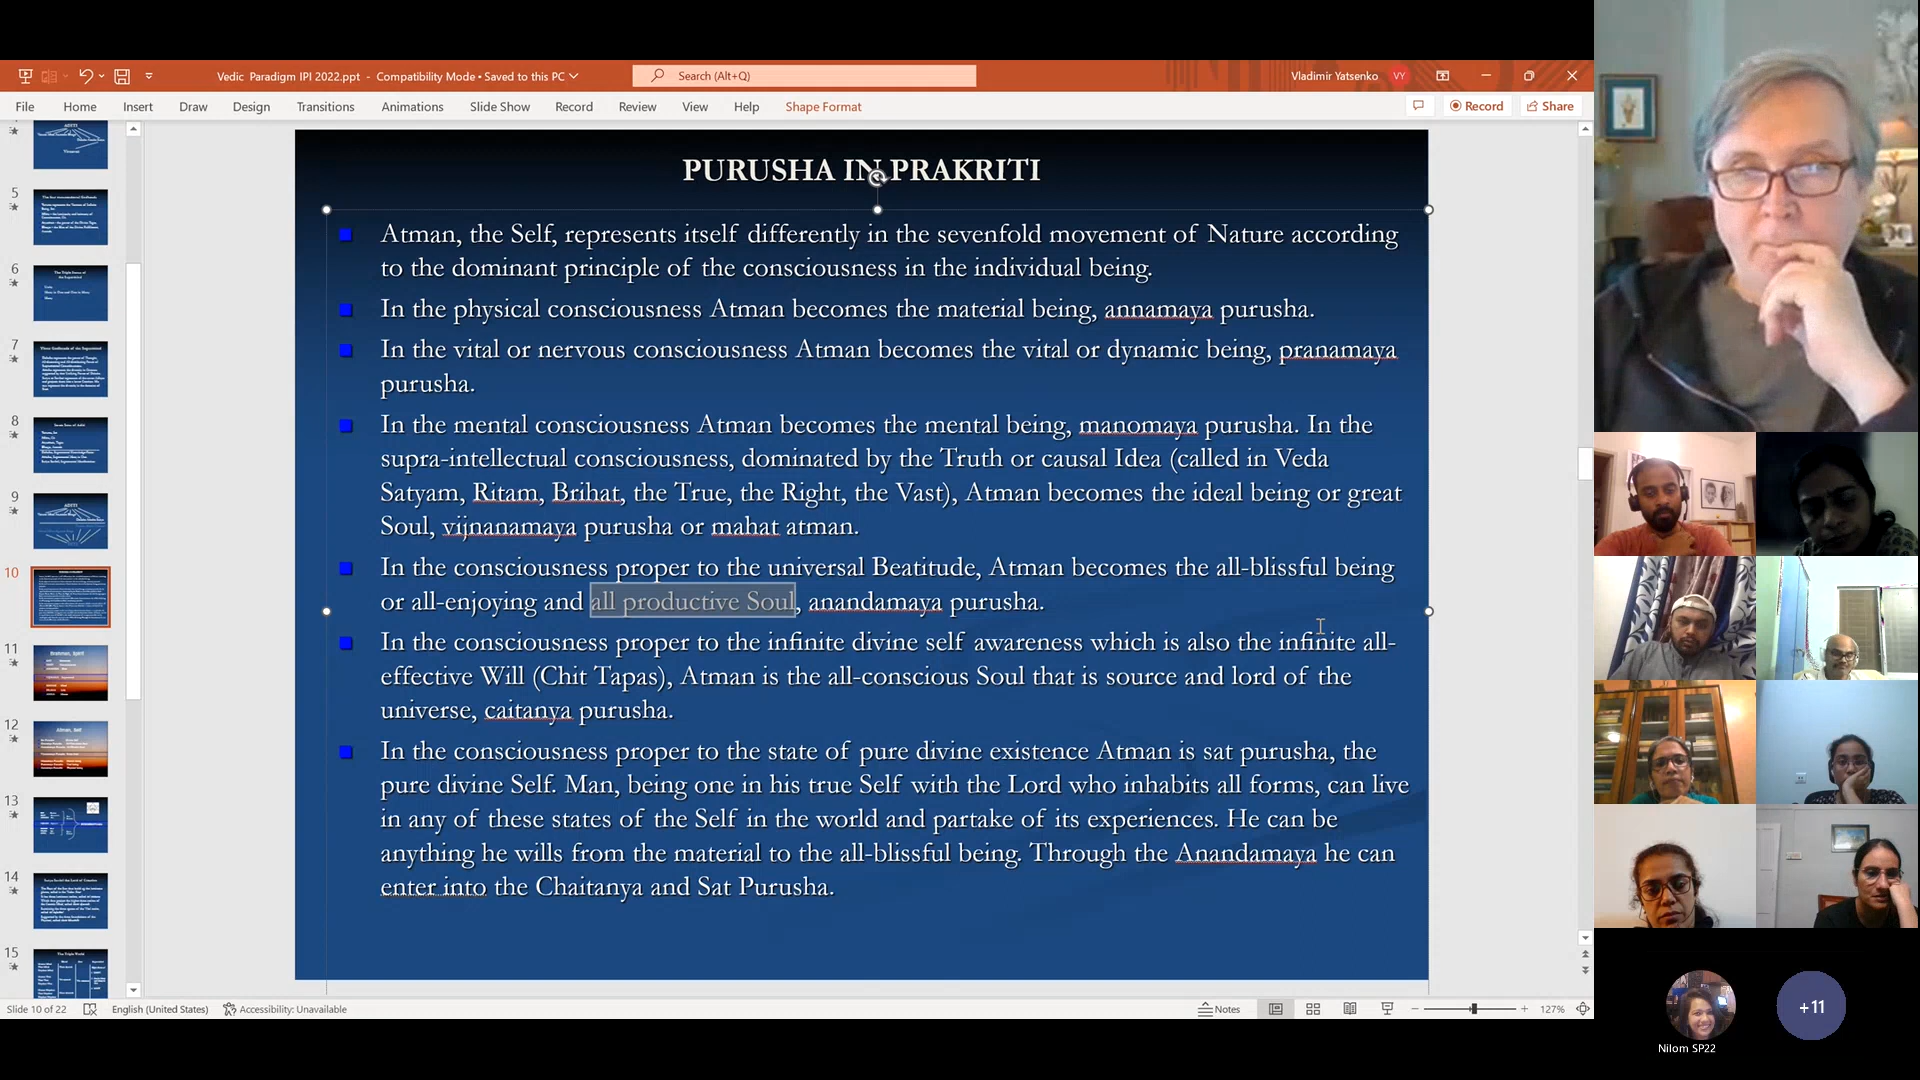 Vedic Paradigm IPI 2022.ppt - Compatibility Mode • Saved to this PC
Search (Alt+Q)
Vladimir Yatsenko
VY
File Home Insert Draw Design Transitions Animations Slide Show Record Review View Help Shape Format
Record
Share
PURUSHA IN PRAKRITI
Atman, the Self, represents itself differently in the sevenfold movement of Nature according
to the dominant principle of the consciousness in the individual being.
In the physical consciousness Atman becomes the material being, annamaya purusha.
In the vital or nervous consciousness Atman becomes the vital or dynamic being, pranamaya
purusha.
In the mental consciousness Atman becomes the mental being, manomaya purusha. In the
supra-intellectual consciousness, dominated by the Truth or causal Idea (called in Veda
Satyam, Ritam, Brihat, the True, the Right, the Vast), Atman becomes the ideal being or great
Soul, vijnanamaya purusha or mahat atman.
In the consciousness proper to the universal Beatitude, Atman becomes the all-blissful being
or all-enjoying and all productive Soul, anandamaya purusha.
In the consciousness proper to the infinite divine self awareness which is also the infinite all-
effective Will (Chit Tapas), Atman is the all-conscious Soul that is source and lord of the
universe, caitanya purusha.
In the consciousness proper to the state of pure divine existence Atman is sat purusha, the
pure divine Self. Man, being one in his true Self with the Lord who inhabits all forms, can live
in any of these states of the Self in the world and partake of its experiences. He can be
anything he wills from the material to the all-blissful being. Through the Anandamaya he can
enter into the Chaitanya and Sat Purusha.
5
6
7
8
9
10
11
12
13
14
15
Slide 10 of 22
English (United States)
Accessibility: Unavailable
Notes
127%
+11
Nilom SP22